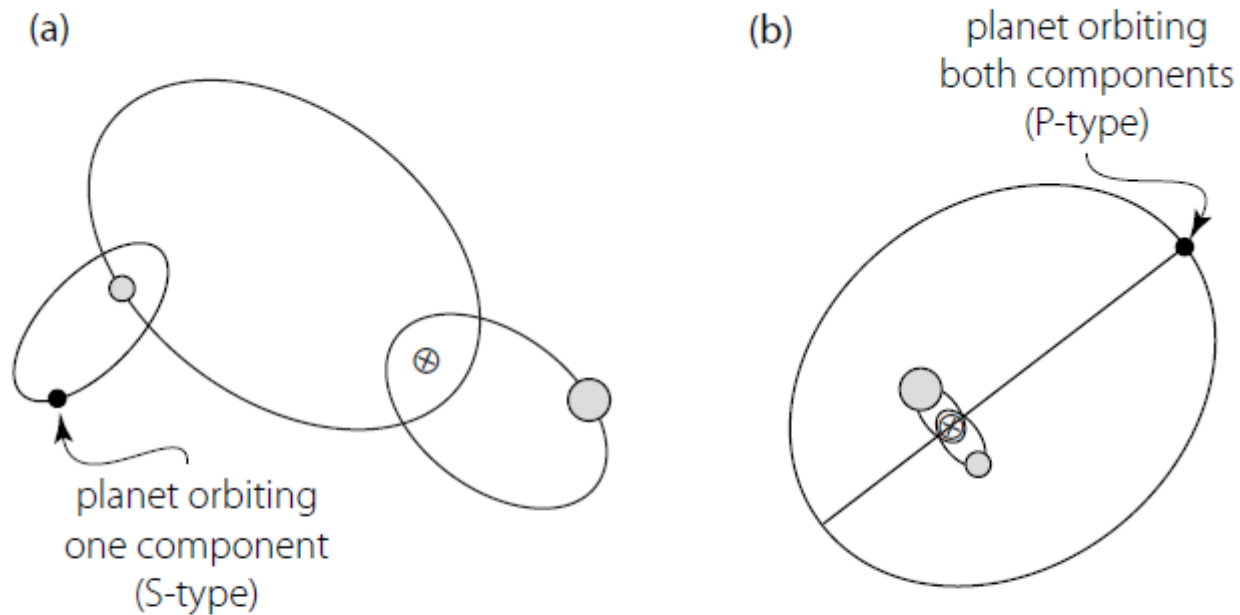 (a)
planet orbiting
one component
(S-type)
(b)
planet orbiting
both components
(P-type)